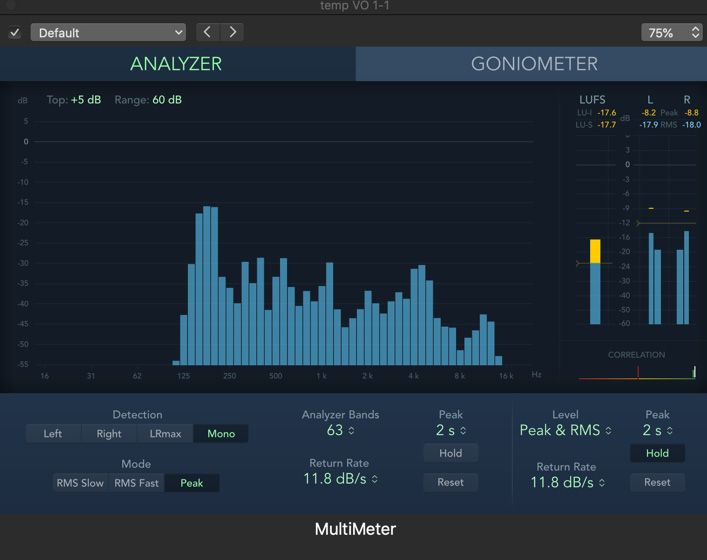 temp VO 1-1
Default
75%
ANALYZER
GONIOMETER
dB Top: +5 dB Range: 60 dB
LUFS L R
LU-I -17.6 dB -8.2 Peak -8.8
LU-S -17.7 -17.9 RMS -18.0
5
0
-5
-10
-15
-20
-25
-30
-35
-40
-45
-50
-55
16 31 62 125 250 500 1 k 2 k 4 k 8 k 16 k Hz
3
0
-3
-6
-9
-12
-16
-20
-24
-30
-40
-50
-60
CORRELATION
Detection
Left Right LRmax Mono
Mode
RMS Slow RMS Fast Peak
Analyzer Bands
63
Return Rate
11.8 dB/s
Peak
2 s
Hold
Reset
Level
Peak & RMS
Return Rate
11.8 dB/s
Peak
2 s
Hold
Reset
MultiMeter